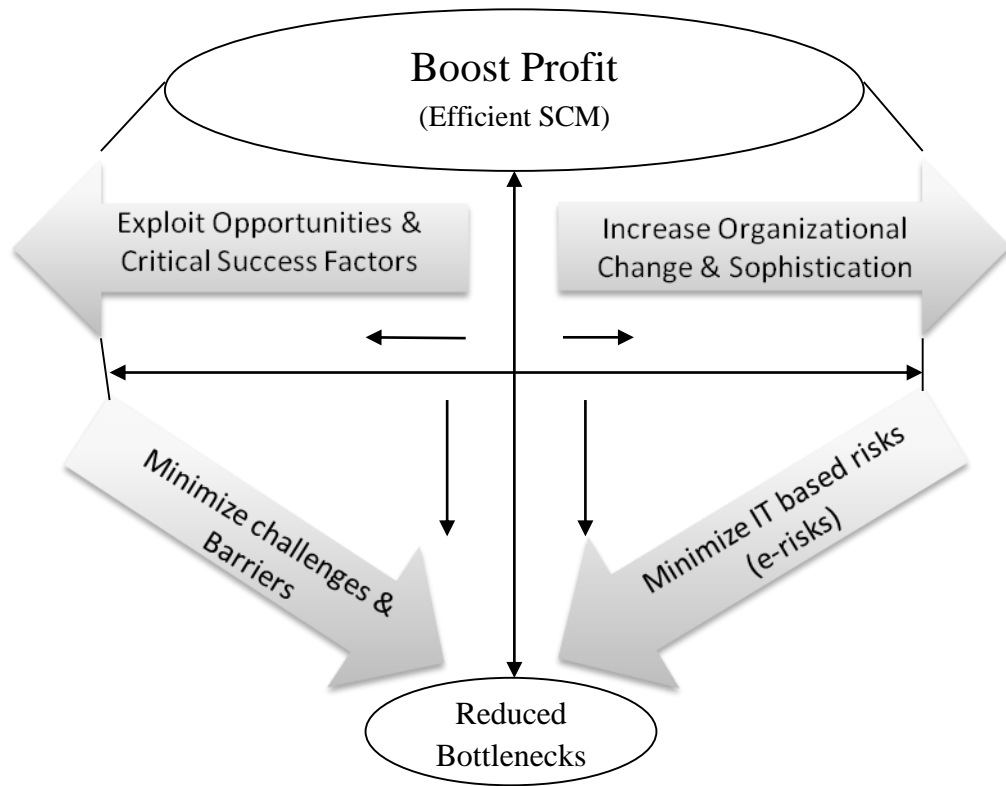 Boost Profit
(Efficient SCM)
Exploit Opportunities &
Critical Success Factors
Increase Organizational
Change & Sophistication
Minimize challenges &
Barriers
Minimize IT based risks
(e-risks)
Reduced
Bottlenecks